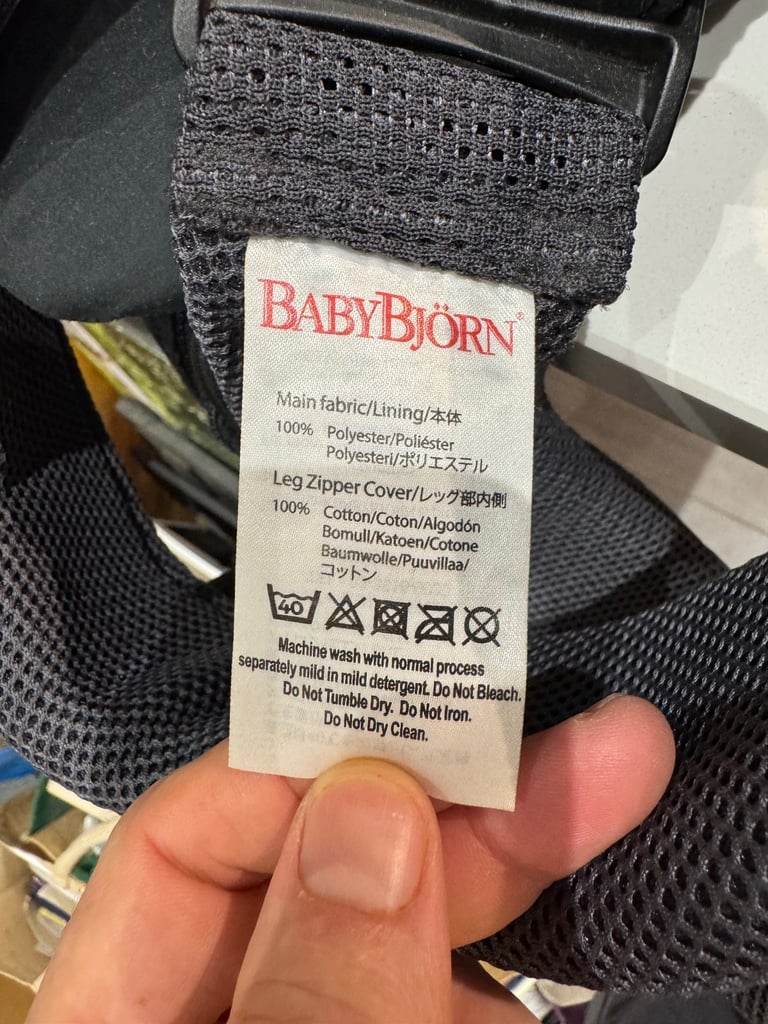 BABYBJÖRN®
Main fabric/Lining/本体
100% Polyester/Poliéster
Polyesteri/ポリエステル
Leg Zipper Cover/レッグ部内側
100% Cotton/Coton/Algodón
Bomull/Katoen/Cotone
Baumwolle/Puuvillaa/
コットン
40
Machine wash with normal process
separately mild in mild detergent. Do Not Bleach.
Do Not Tumble Dry. Do Not Iron.
Do Not Dry Clean.